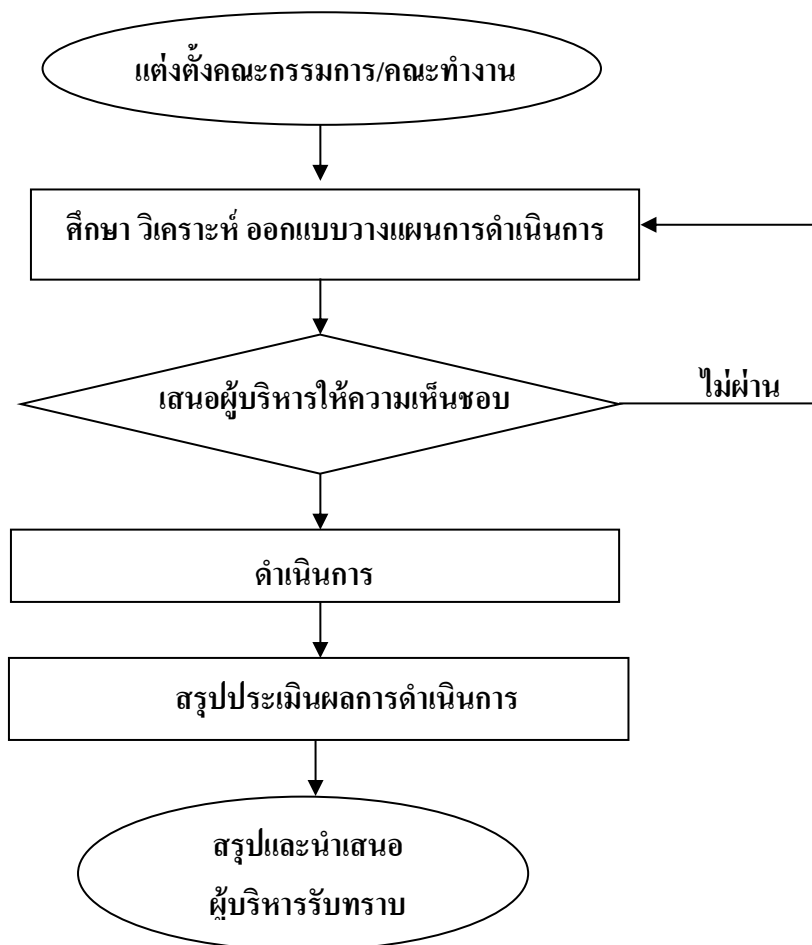 แต่งตั้งคณะกรรมการ/คณะทำงาน
ศึกษา วิเคราะห์ ออกแบบวางแผนการดำเนินการ
เสนอผู้บริหารให้ความเห็นชอบ
ไม่ผ่าน
ดำเนินการ
สรุปประเมินผลการดำเนินการ
สรุปและนำเสนอ
ผู้บริหารรับทราบ